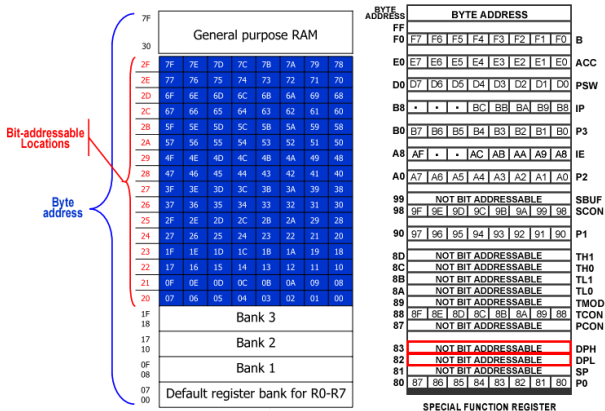 7F
General purpose RAM
30
2F 7F 7E 7D 7C 7B 7A 79 78
2E 77 76 75 74 73 72 71 70
2D 6F 6E 6D 6C 6B 6A 69 68
2C 67 66 65 64 63 62 61 60
2B 5F 5E 5D 5C 5B 5A 59 58
2A 57 56 55 54 53 52 51 50
29 4F 4E 4D 4C 4B 4A 49 48
28 47 46 45 44 43 42 41 40
27 3F 3E 3D 3C 3B 3A 39 38
26 37 36 35 34 33 32 31 30
25 2F 2E 2D 2C 2B 2A 29 28
24 27 26 25 24 23 22 21 20
23 1F 1E 1D 1C 1B 1A 19 18
22 17 16 15 14 13 12 11 10
21 0F 0E 0D 0C 0B 0A 09 08
20 07 06 05 04 03 02 01 00
1F
Bank 3
18
17
Bank 2
10
0F
Bank 1
08
07
Default register bank for R0-R7
00
Bit-addressable
Locations
Byte
address
BYTE
ADDRESS
BYTE ADDRESS
FF
F0 F7 F6 F5 F4 F3 F2 F1 F0 B
E0 E7 E6 E5 E4 E3 E2 E1 E0 ACC
D0 D7 D6 D5 D4 D3 D2 D1 D0 PSW
B8 · · · BC BB BA B9 B8 IP
B0 B7 B6 B5 B4 B3 B2 B1 B0 P3
A8 AF · · AC AB AA A9 A8 IE
A0 A7 A6 A5 A4 A3 A2 A1 A0 P2
99 NOT BIT ADDRESSABLE SBUF
98 9F 9E 9D 9C 9B 9A 99 98 SCON
90 97 96 95 94 93 92 91 90 P1
8D NOT BIT ADDRESSABLE TH1
8C NOT BIT ADDRESSABLE TH0
8B NOT BIT ADDRESSABLE TL1
8A NOT BIT ADDRESSABLE TL0
89 NOT BIT ADDRESSABLE TMOD
88 8F 8E 8D 8C 8B 8A 89 88 TCON
87 NOT BIT ADDRESSABLE PCON
83 NOT BIT ADDRESSABLE DPH
82 NOT BIT ADDRESSABLE DPL
81 NOT BIT ADDRESSABLE SP
80 87 86 85 84 83 82 81 80 P0
SPECIAL FUNCTION REGISTER